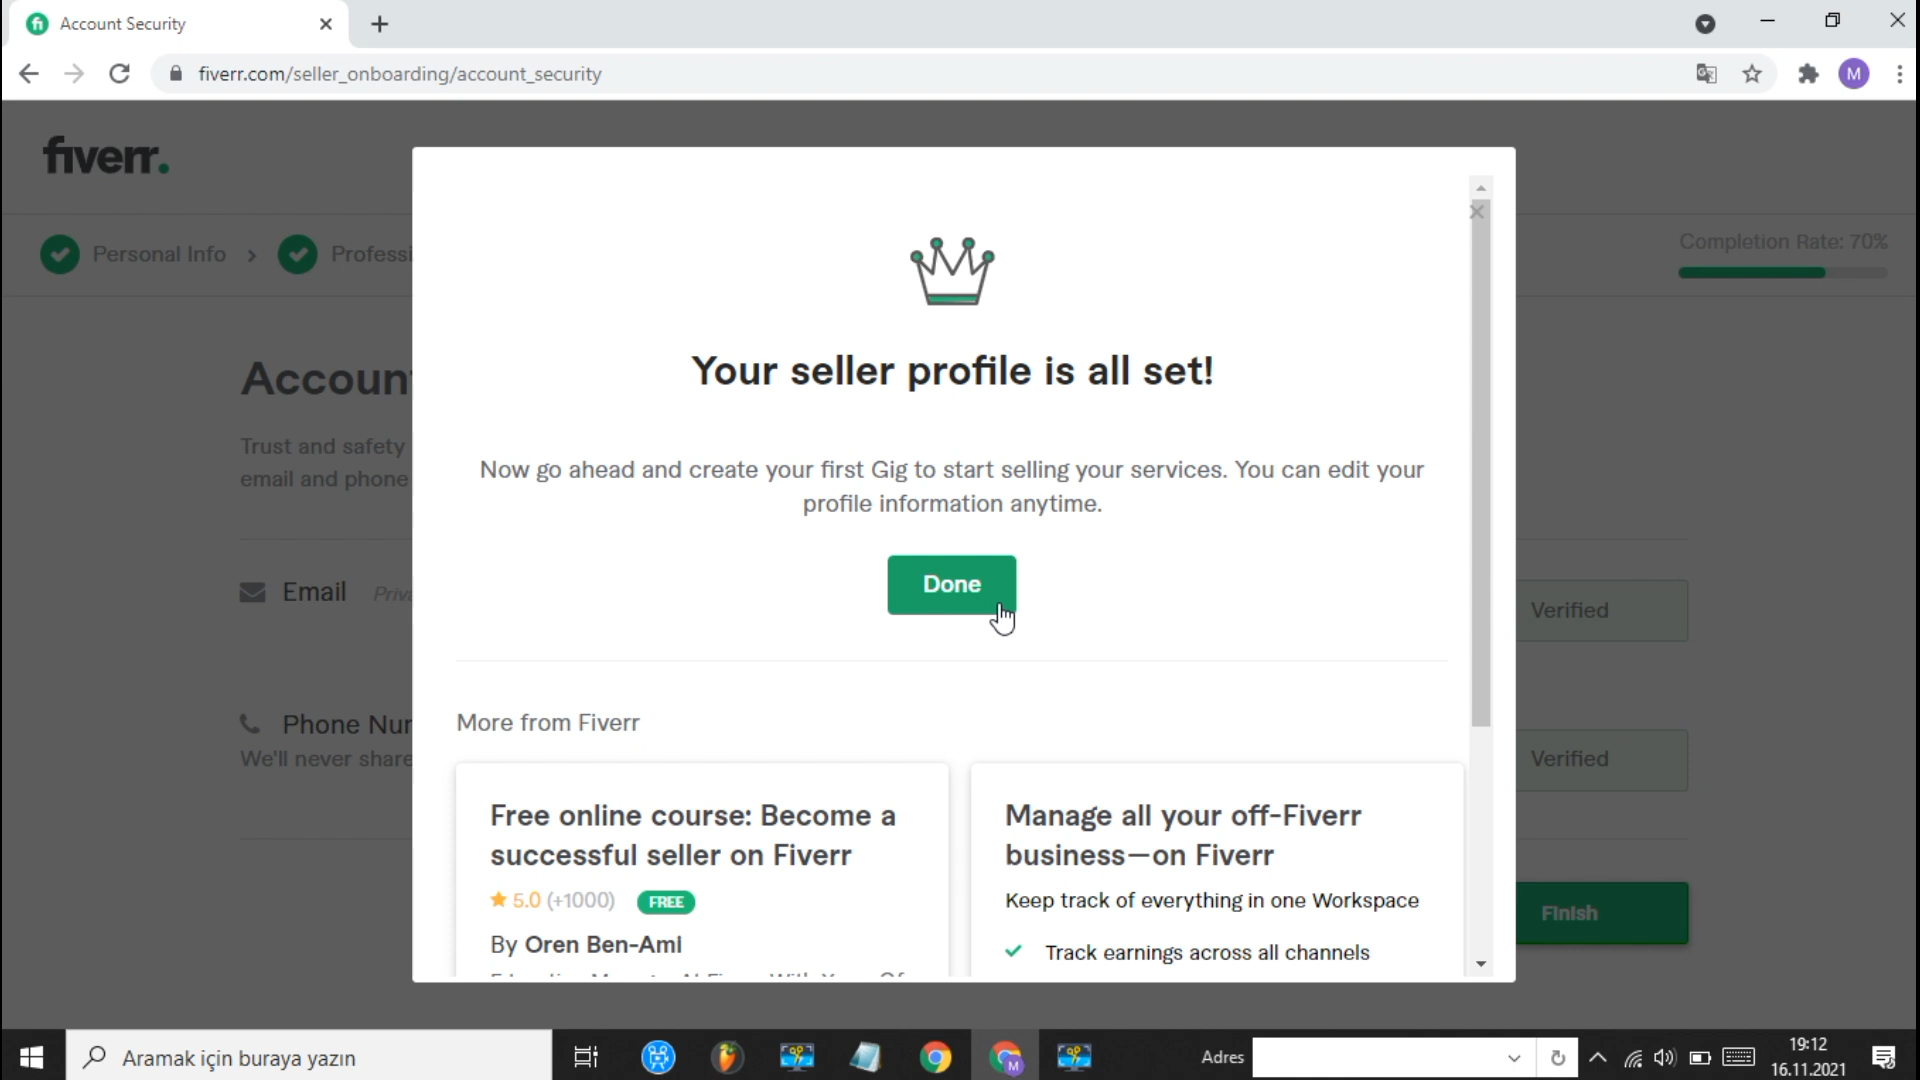 Account Security
fiverr.com/seller_onboarding/account_security
M
fiverr.
Personal Info
Professi
Completion Rate: 70%
Your seller profile is all set!
Now go ahead and create your first Gig to start selling your services. You can edit your
profile information anytime.
Done
Account
Trust and safety
email and phone
Email
Verified
Phone Nu
We'll never share
Verified
Finish
More from Fiverr
Free online course: Become a
successful seller on Fiverr
5.0 (+1000) FREE
By Oren Ben-Ami
Manage all your off-Fiverr
business—on Fiverr
Keep track of everything in one Workspace
Track earnings across all channels
Aramak için buraya yazın
M
Adres
19:12
16.11.2021